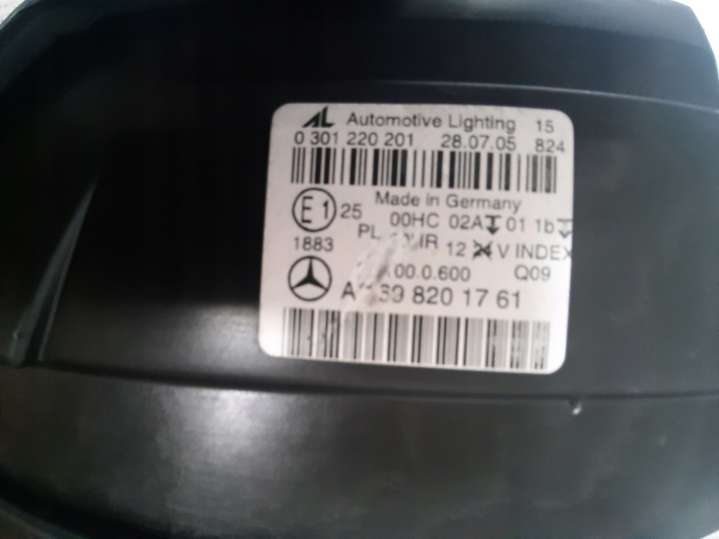 AL Automotive Lighting 15
0 301 220 201 28.07.05 824
Made in Germany
E1 25 00HC 02A 01 1b
1883 PL 12 V INDEX
00.0.600 Q09
820 17 61